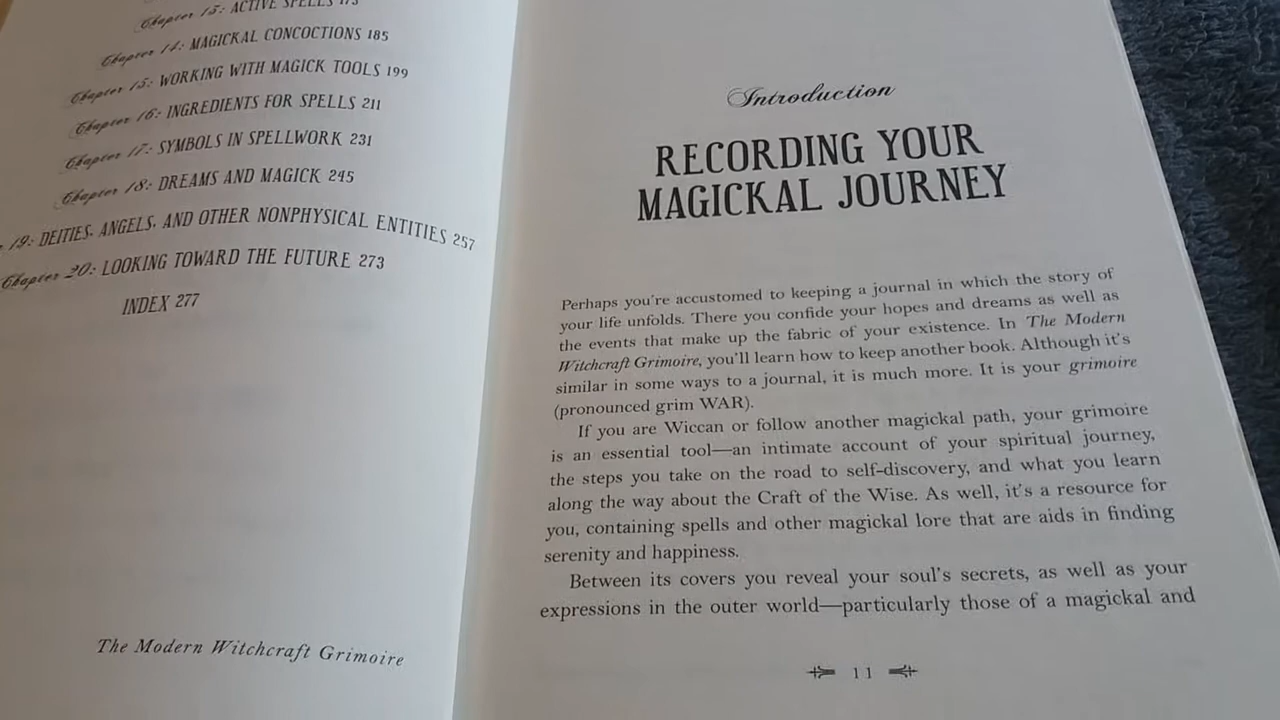 Chapter 13: ACTIVE SPELLS 173
Chapter 14: MAGICKAL CONCOCTIONS 185
Chapter 15: WORKING WITH MAGICK TOOLS 199
Chapter 16: INGREDIENTS FOR SPELLS 211
Chapter 17: SYMBOLS IN SPELLWORK 231
Chapter 18: DREAMS AND MAGICK 245
19: DEITIES, ANGELS, AND OTHER NONPHYSICAL ENTITIES 257
Chapter 20: LOOKING TOWARD THE FUTURE 273
INDEX 277
The Modern Witchcraft Grimoire
Introduction
RECORDING YOUR
MAGICKAL JOURNEY
Perhaps you're accustomed to keeping a journal in which the story of
your life unfolds. There you confide your hopes and dreams as well as
the events that make up the fabric of your existence. In The Modern
Witchcraft Grimoire, you'll learn how to keep another book. Although it's
similar in some ways to a journal, it is much more. It is your grimoire
(pronounced grim WAR).
If you are Wiccan or follow another magickal path, your grimoire
is an essential tool—an intimate account of your spiritual journey,
the steps you take on the road to self-discovery, and what you learn
along the way about the Craft of the Wise. As well, it's a resource for
you, containing spells and other magickal lore that are aids in finding
serenity and happiness.
Between its covers you reveal your soul's secrets, as well as your
expressions in the outer world—particularly those of a magickal and
11